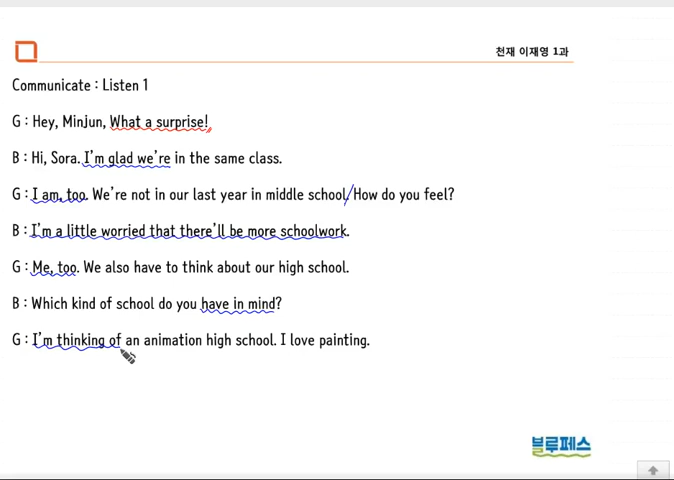 천재 이재영 1과
Communicate : Listen 1
G : Hey, Minjun, What a surprise!
B : Hi, Sora. I'm glad we're in the same class.
G : I am, too. We're not in our last year in middle school. How do you feel?
B : I'm a little worried that there'll be more schoolwork.
G : Me, too. We also have to think about our high school.
B : Which kind of school do you have in mind?
G : I'm thinking of an animation high school. I love painting.
블루페스